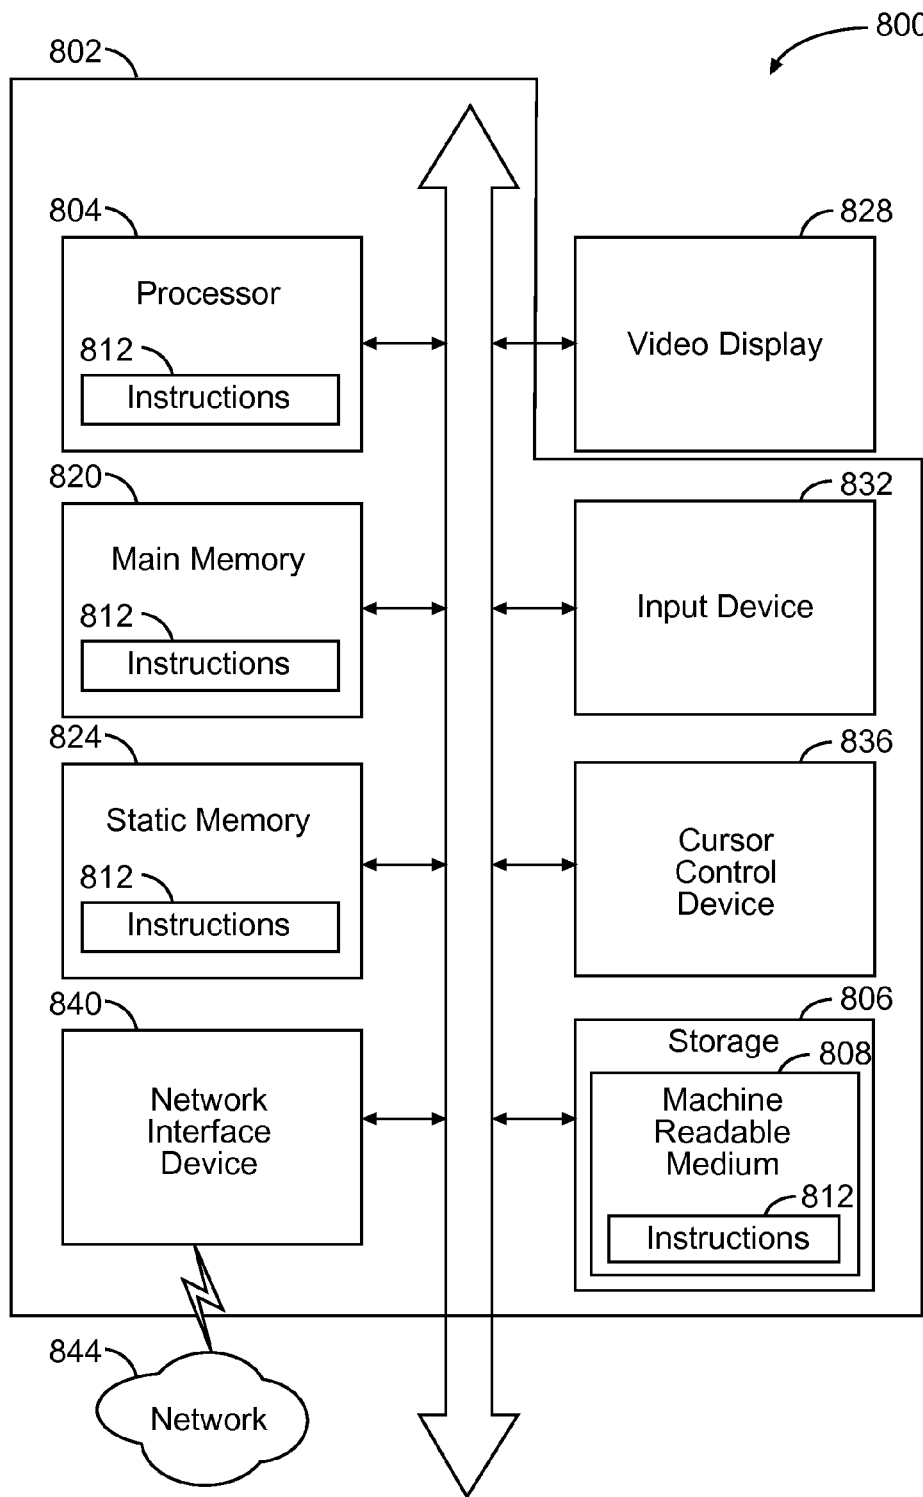 800
802
804
Processor
812
Instructions
828
Video Display
820
Main Memory
812
Instructions
832
Input Device
824
Static Memory
812
Instructions
836
Cursor
Control
Device
840
Network
Interface
Device
806
Storage
808
Machine
Readable
Medium
812
Instructions
844
Network